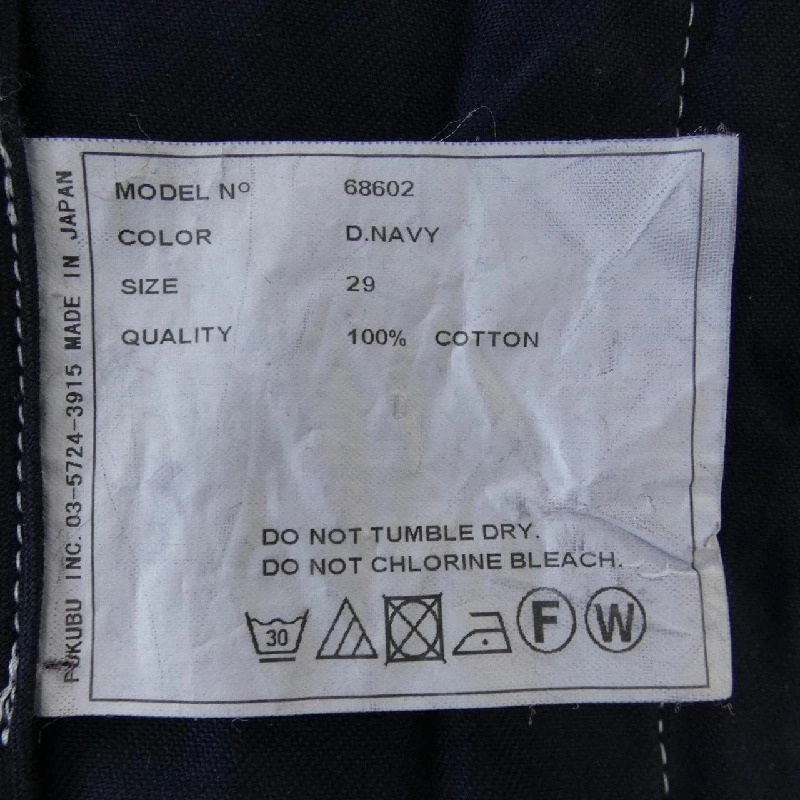 MODEL Nº 68602
COLOR D.NAVY
SIZE 29
QUALITY 100% COTTON
DO NOT TUMBLE DRY.
DO NOT CHLORINE BLEACH.
30 F W
FUKUBU INC. 03-5724-3915 MADE IN JAPAN